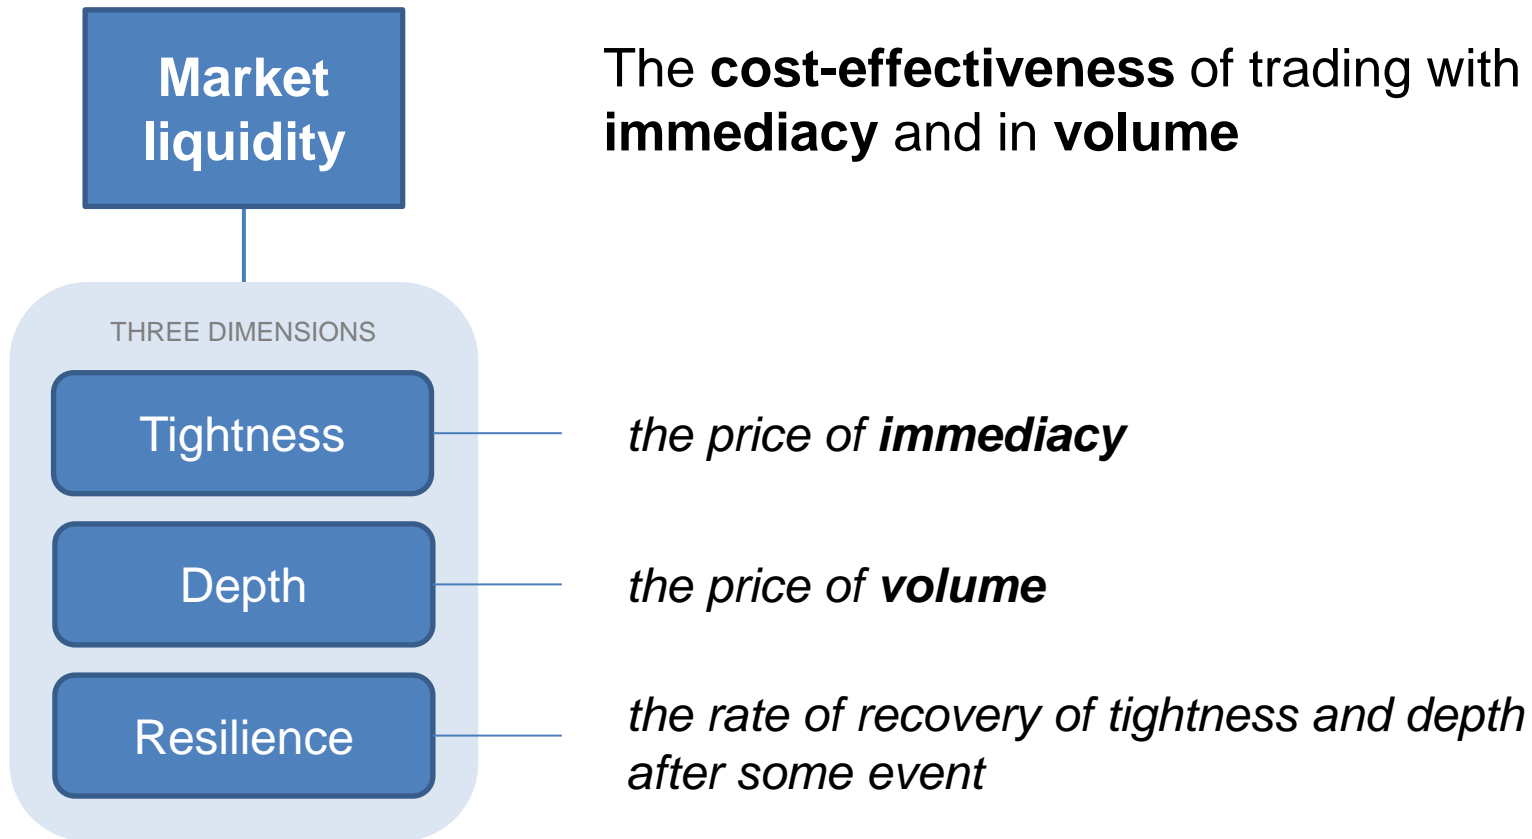 Market
liquidity
The cost-effectiveness of trading with
immediacy and in volume
THREE DIMENSIONS
Tightness
the price of immediacy
Depth
the price of volume
Resilience
the rate of recovery of tightness and depth
after some event